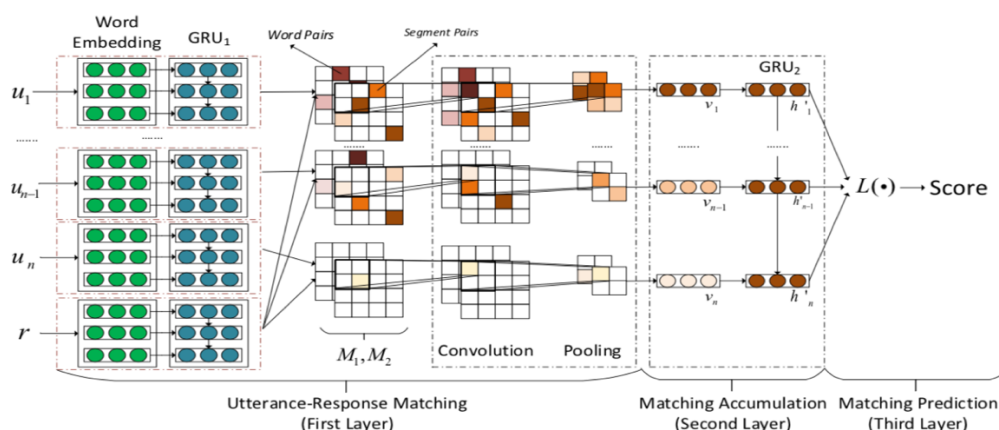 Word Embedding
GRU1
Word Pairs
Segment Pairs
GRU2
u1
.......
.......
.......
.......
.......
.......
un-1
un
r
v1
h'1
vn-1
h'n-1
vn
h'n
L(•)
Score
M1, M2
Convolution
Pooling
Utterance-Response Matching
(First Layer)
Matching Accumulation
(Second Layer)
Matching Prediction
(Third Layer)